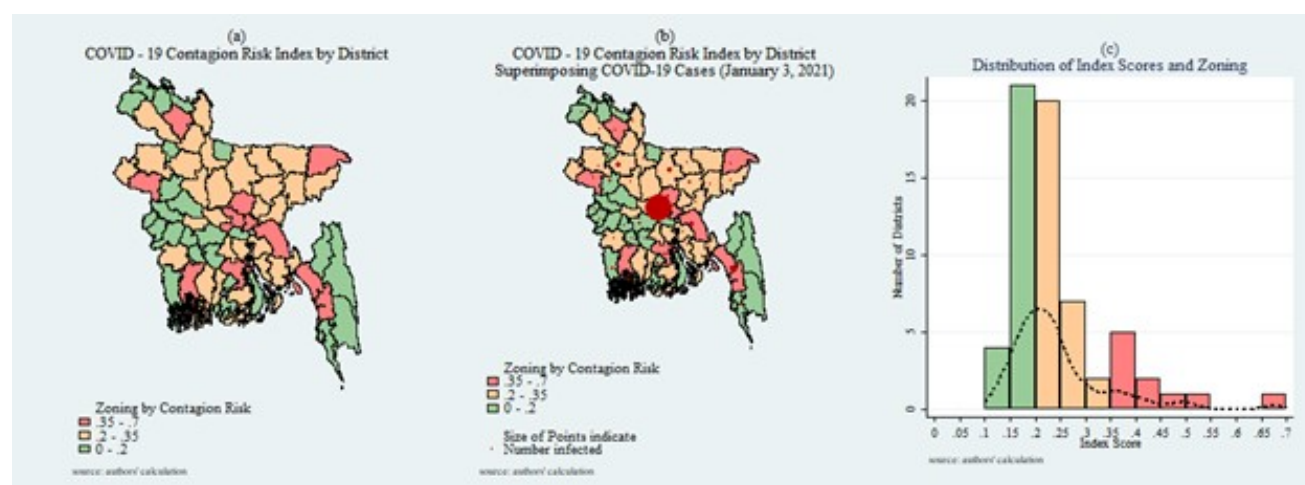 (a)
COVID - 19 Contagion Risk Index by District
Zoning by Contagion Risk
.35 - .7
.2 - .35
0 - .2
source: authors' calculation
(b)
COVID - 19 Contagion Risk Index by District
Superimposing COVID-19 Cases (January 3, 2021)
Zoning by Contagion Risk
.35 - .7
.2 - .35
0 - .2
Size of Points indicate
Number infected
source: authors' calculation
(c)
Distribution of Index Scores and Zoning
Number of Districts
20
15
10
5
0
0 .05 .1 .15 .2 .25 .3 .35 .4 .45 .5 .55 .6 .65 .7
Index Score
source: authors' calculation